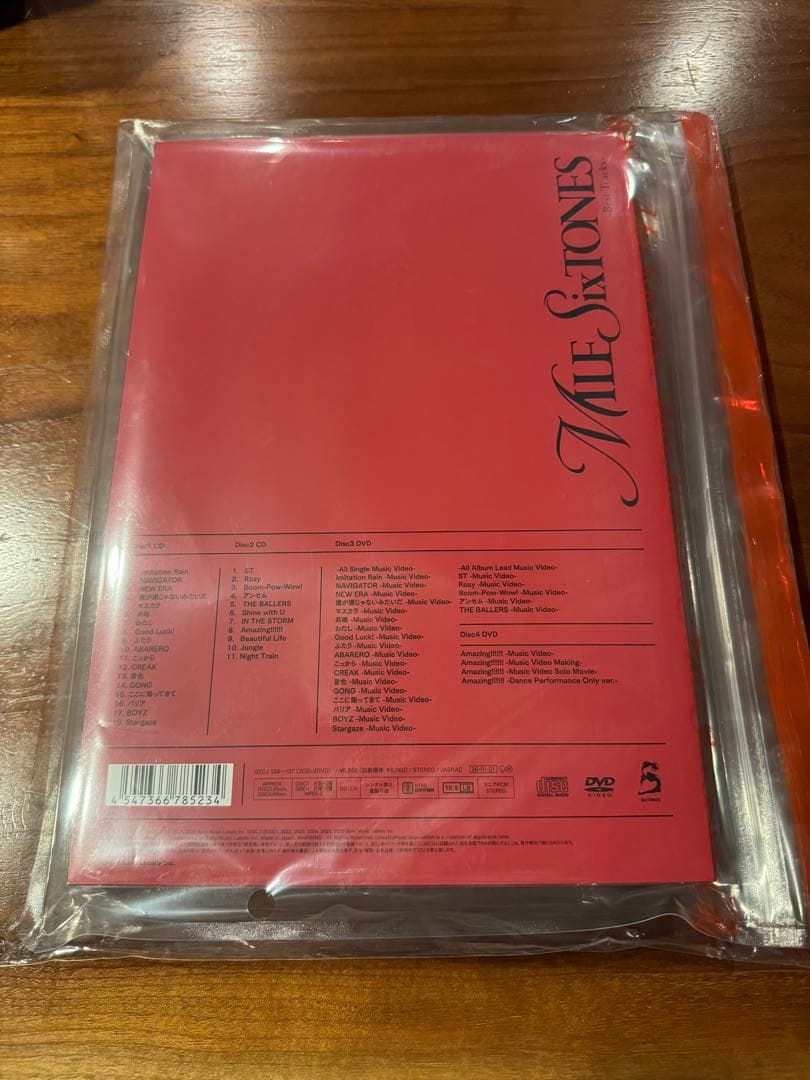 MILE SixTONES
-Best Tracks-
Disc1 CD
Imitation Rain
NAVIGATOR
NEW ERA
僕が僕じゃないみたいだ
マスカラ
共鳴
わたし
Good Luck!
ふたり
10. ABARERO
11. こっから
12. CREAK
13. 音色
14. GONG
15. ここに帰ってきて
16. バリア
17. BOYZ
18. Stargaze
Disc2 CD
1. ST
2. Rosy
3. Boom-Pow-Wow!
4. アンセム
5. THE BALLERS
6. Shine with U
7. IN THE STORM
8. Amazing!!!!!!
9. Beautiful Life
10. Jungle
11. Night Train
Disc3 DVD
-All Single Music Video-
Imitation Rain -Music Video-
NAVIGATOR -Music Video-
NEW ERA -Music Video-
僕が僕じゃないみたいだ -Music Video-
マスカラ -Music Video-
共鳴 -Music Video-
わたし -Music Video-
Good Luck! -Music Video-
ふたり -Music Video-
ABARERO -Music Video-
こっから -Music Video-
CREAK -Music Video-
音色 -Music Video-
GONG -Music Video-
ここに帰ってきて -Music Video-
バリア -Music Video-
BOYZ -Music Video-
Stargaze -Music Video-
-All Album Lead Music Video-
ST -Music Video-
Rosy -Music Video-
Boom-Pow-Wow! -Music Video-
アンセム -Music Video-
THE BALLERS -Music Video-
Disc4 DVD
Amazing!!!!!! -Music Video-
Amazing!!!!!! -Music Video Making-
Amazing!!!!!! -Music Video Solo Movie-
Amazing!!!!!! -Dance Performance Only ver.-
4 547366 785234
STEREO / JASRAC
COMPACT
disc
DIGITAL AUDIO
DVD
VIDEO
SIXTONES